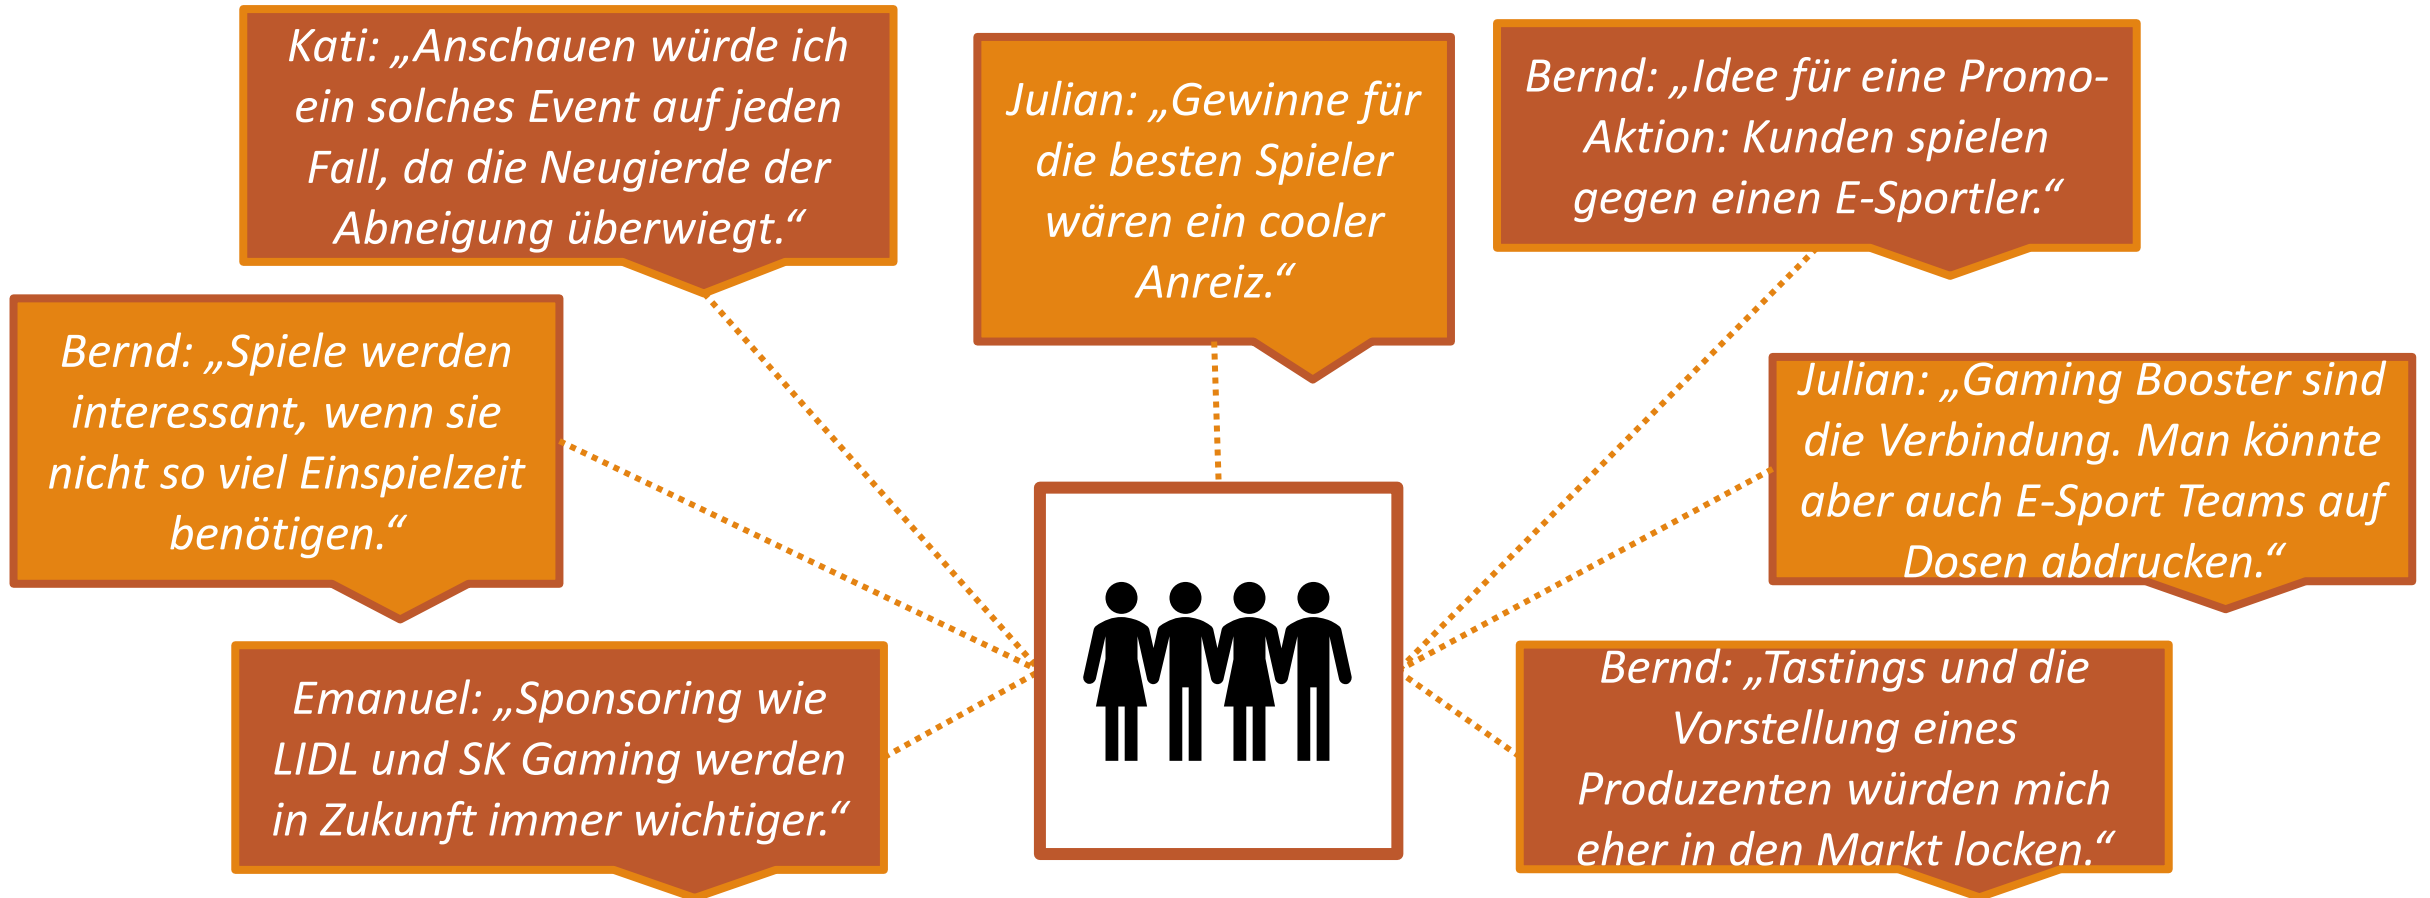 Kati: „Anschauen würde ich
ein solches Event auf jeden
Fall, da die Neugierde der
Abneigung überwiegt.“
Julian: „Gewinne für
die besten Spieler
wären ein cooler
Anreiz.“
Bernd: „Idee für eine Promo-
Aktion: Kunden spielen
gegen einen E-Sportler.“
Bernd: „Spiele werden
interessant, wenn sie
nicht so viel Einspielzeit
benötigen.“
Julian: „Gaming Booster sind
die Verbindung. Man könnte
aber auch E-Sport Teams auf
Dosen abdrucken.“
Emanuel: „Sponsoring wie
LIDL und SK Gaming werden
in Zukunft immer wichtiger.“
Bernd: „Tastings und die
Vorstellung eines
Produzenten würden mich
eher in den Markt locken.“